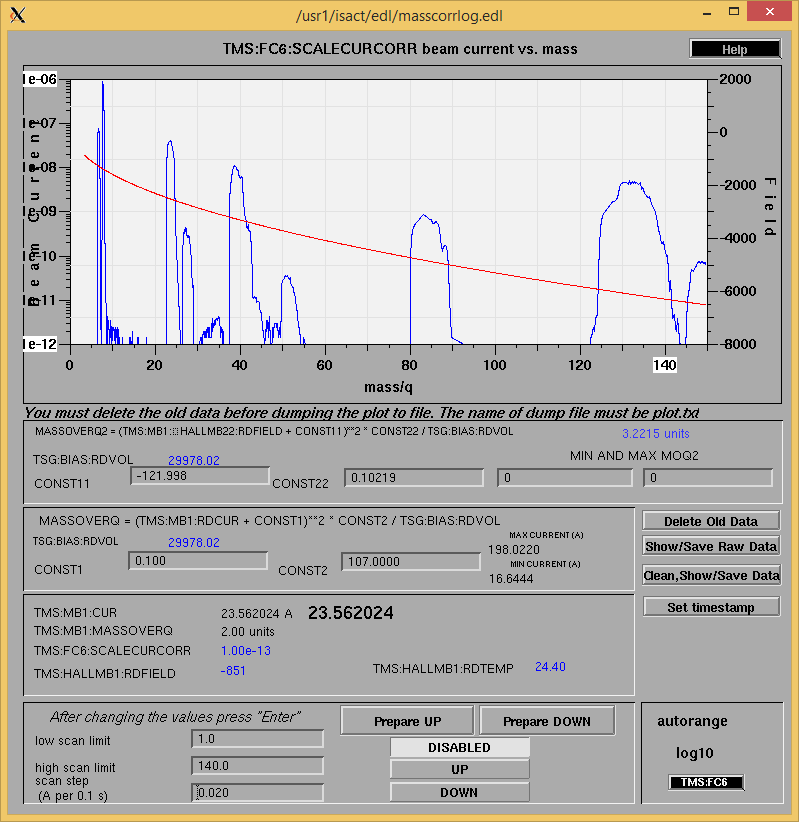 /usr1/isact/edl/masscorrlog.edl
TMS:FC6:SCALECURCORR beam current vs. mass
Help
1e-06
1e-07
1e-08
1e-09
1e-10
1e-11
1e-12
Beam Current
2000
0
-2000
-4000
-6000
-8000
Field
0 20 40 60 80 100 120 140
mass/q
You must delete the old data before dumping the plot to file. The name of dump file must be plot.txt
MASSOVERQ2 = (TMS:MB1: HALLMB22:RDFIELD + CONST11)**2 * CONST22 / TSG:BIAS:RDVOL
3.2215 units
TSG:BIAS:RDVOL 29978.02
MIN AND MAX MOQ2
CONST11 -121.998 CONST22 0.10219 0 0
MASSOVERQ = (TMS:MB1:RDCUR + CONST1)**2 * CONST2 / TSG:BIAS:RDVOL
TSG:BIAS:RDVOL 29978.02
MAX CURRENT (A)
198.0220
CONST1 0.100 CONST2 107.0000
MIN CURRENT (A)
16.6444
Delete Old Data
Show/Save Raw Data
Clean,Show/Save Data
Set timestamp
TMS:MB1:CUR 23.562024 A 23.562024
TMS:MB1:MASSOVERQ 2.00 units
TMS:FC6:SCALECURCORR 1.00e-13
TMS:HALLMB1:RDFIELD -851
TMS:HALLMB1:RDTEMP 24.40
After changing the values press "Enter"
low scan limit 1.0
high scan limit 140.0
scan step
(A per 0.1 s) 0.020
Prepare UP Prepare DOWN
DISABLED
UP
DOWN
autorange
log10
TMS:FC6